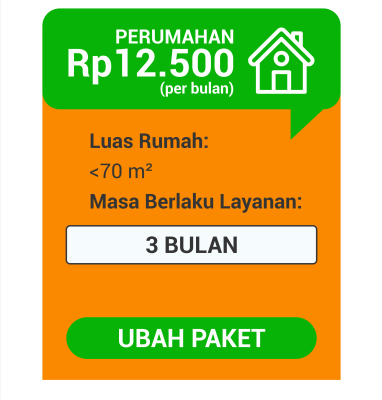 PERUMAHAN
Rp12.500
(per bulan)
Luas Rumah:
<70 m²
Masa Berlaku Layanan:
3 BULAN
UBAH PAKET